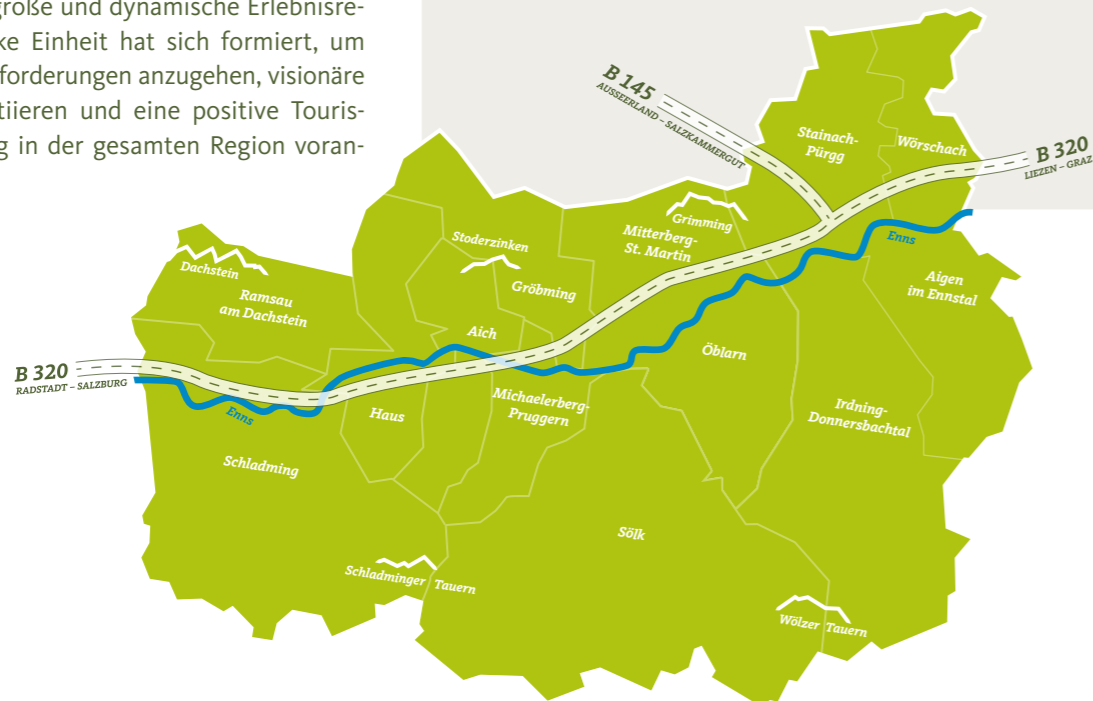 große und dynamische Erlebnisre-
ke Einheit hat sich formiert, um
forderungen anzugehen, visionäre
tiieren und eine positive Touris-
g in der gesamten Region voran-
B 145
AUSSEERLAND – SALZKAMMERGUT
Stainach-
Pürgg
Wörschach
B 320
LIEZEN – GRAZ
Grimming
Mitterberg-
St. Martin
Enns
Stoderzinken
Dachstein
Gröbming
Aigen
im Ennstal
Ramsau
am Dachstein
Aich
Öblarn
B 320
RADSTADT – SALZBURG
Michaelerberg-
Pruggern
Irdning-
Donnersbachtal
Enns
Haus
Schladming
Sölk
Schladminger Tauern
Wölzer Tauern